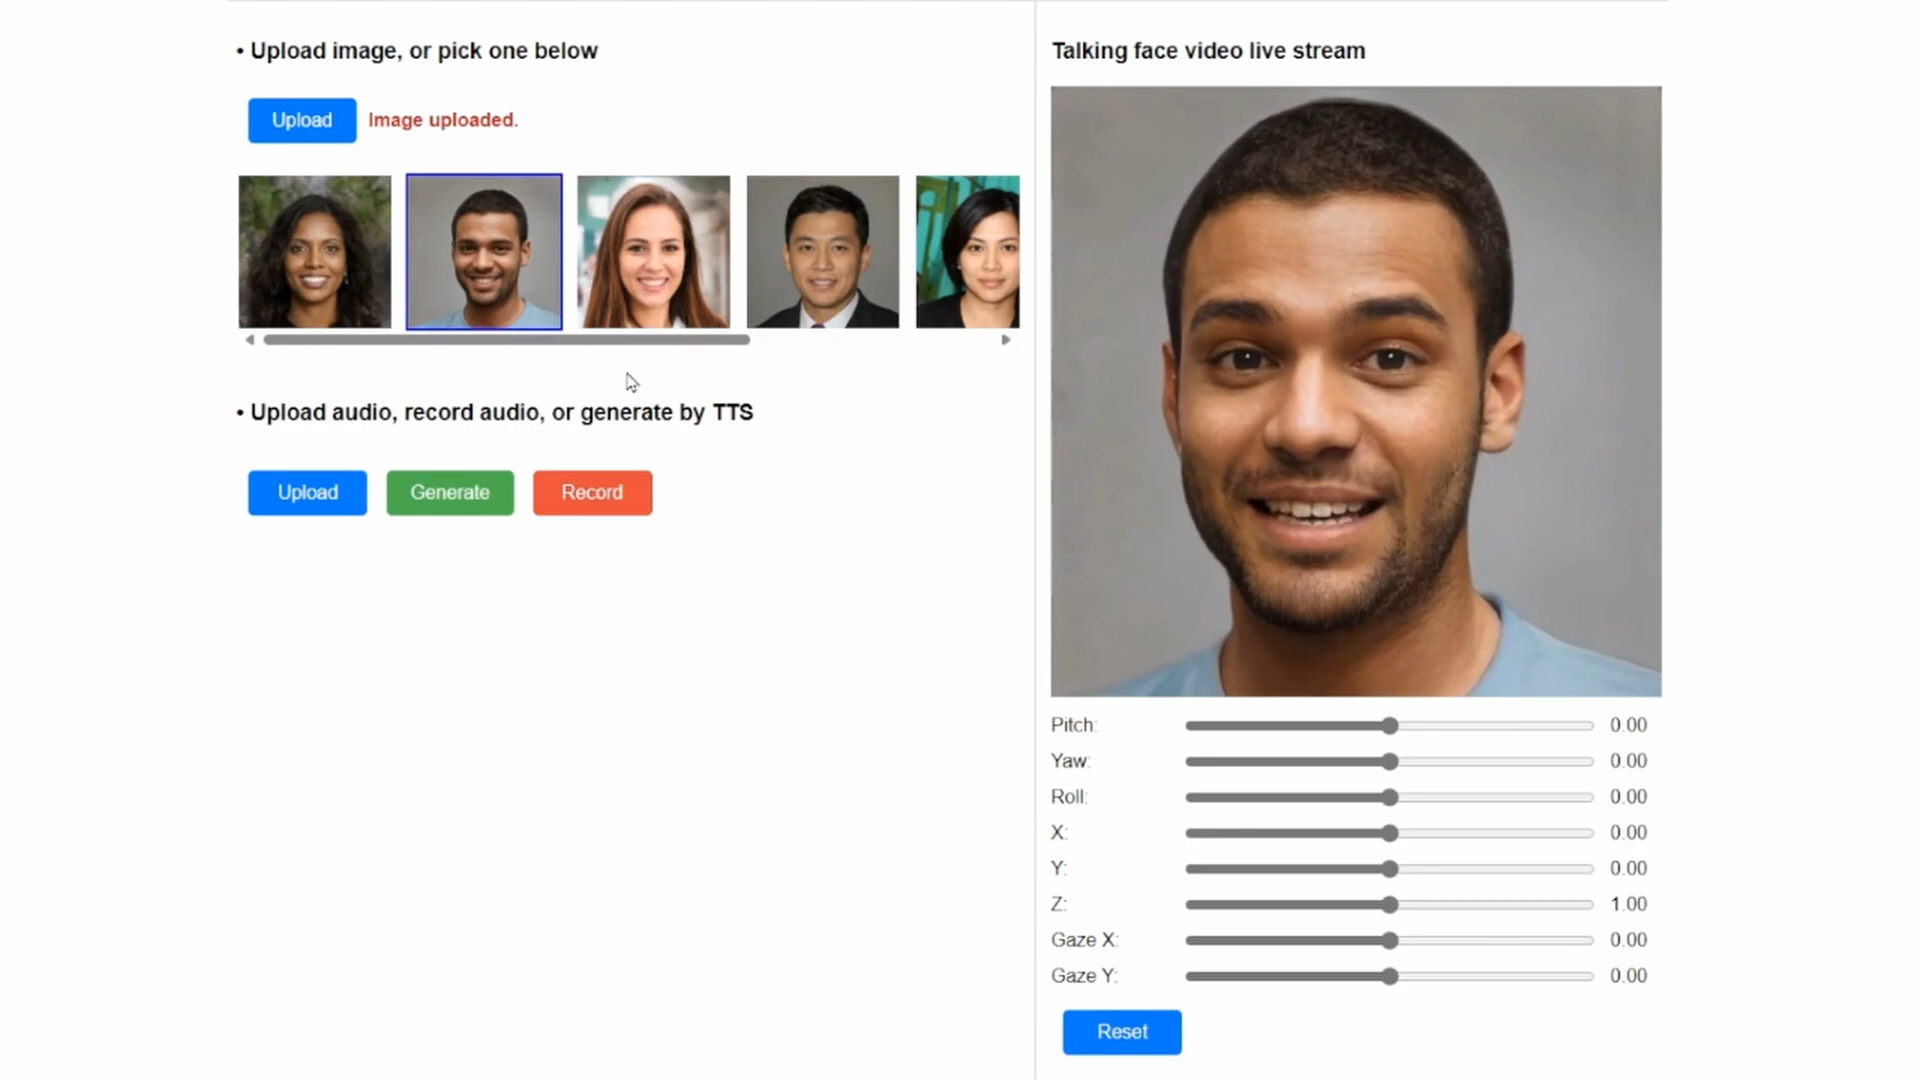 • Upload image, or pick one below
Upload
Image uploaded.
• Upload audio, record audio, or generate by TTS
Upload
Generate
Record
Talking face video live stream
Pitch: 0.00
Yaw: 0.00
Roll: 0.00
X: 0.00
Y: 0.00
Z: 1.00
Gaze X: 0.00
Gaze Y: 0.00
Reset